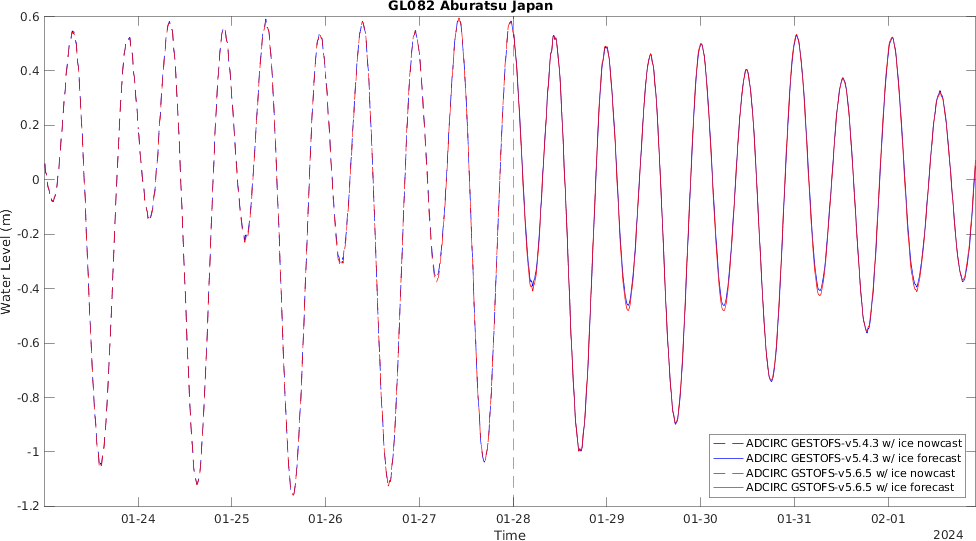 GL082 Aburatsu Japan
0.6
0.4
0.2
0
-0.2
-0.4
-0.6
-0.8
-1
-1.2
Water Level (m)
ADCIRC GESTOFS-v5.4.3 w/ ice nowcast
ADCIRC GESTOFS-v5.4.3 w/ ice forecast
ADCIRC GSTOFS-v5.6.5 w/ ice nowcast
ADCIRC GSTOFS-v5.6.5 w/ ice forecast
01-24 01-25 01-26 01-27 01-28 01-29 01-30 01-31 02-01
Time
2024